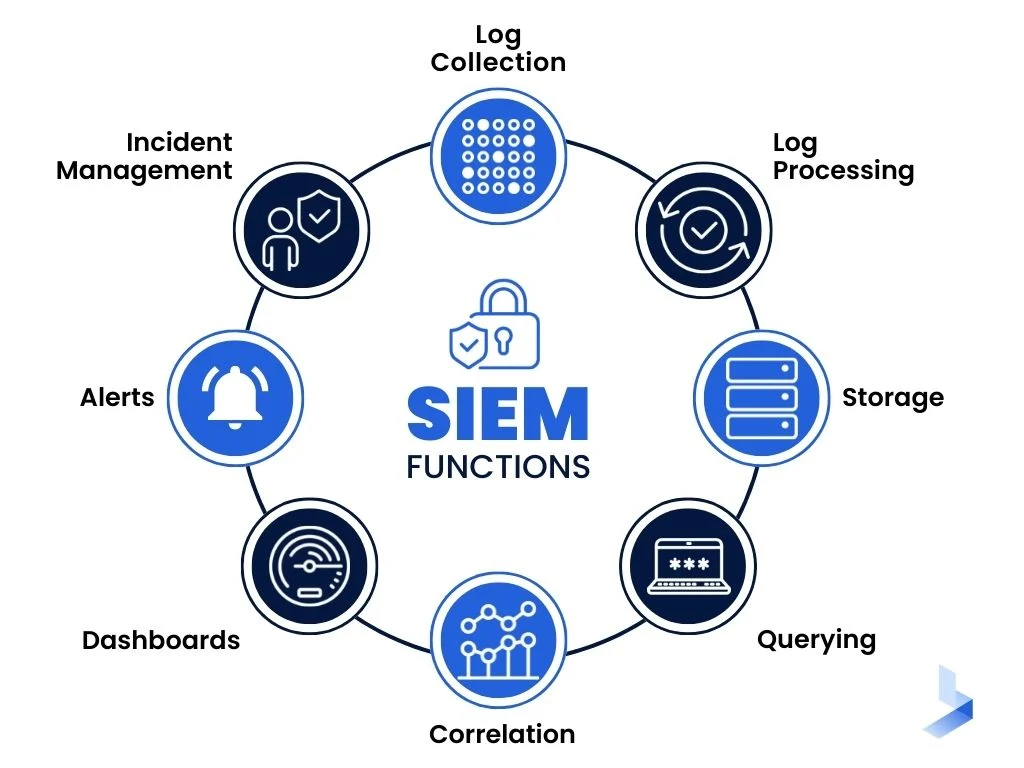 Log
Collection
Log
Processing
Storage
Querying
Correlation
Dashboards
Alerts
Incident
Management
SIEM
FUNCTIONS
***